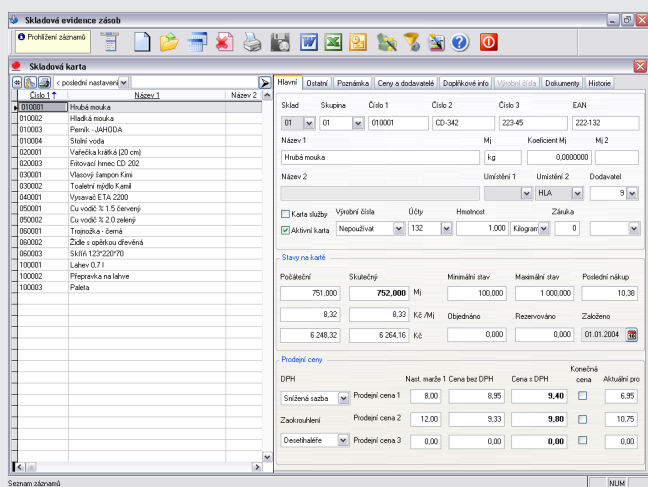 Skladová evidence zásob
Prohlížení záznamů
Skladová karta
< poslední nastavení
Hlavní Ostatní Poznámka Ceny a dodavatelé Doplňkové info Výrobní čísla Dokumenty Historie
Číslo 1 Název 1 Název 2
010001 Hrubá mouka
010002 Hladká mouka
010003 Perník - JAHODA
010004 Stolní voda
020001 Vařečka krátká (20 cm)
020003 Fritovací hrnec CD 202
030001 Vlasový šampon Kimi
030002 Toaletní mýdlo Kamil
040001 Vysavač ETA 2200
050001 Cu vodič % 1.5 červený
050002 Cu vodič % 2.0 zelený
060001 Trojnožka - černá
060002 Židle s opěrkou dřevěná
060003 Skříň 123*220*70
100001 Lahev 0,7 l
100002 Přepravka na lahve
100003 Paleta
Sklad Skupina Číslo 1 Číslo 2 Číslo 3 EAN
01 01 010001 CD-342 223-45 222-132
Název 1 Mj Koeficient Mj Mj 2
Hrubá mouka kg 0,0000000
Název 2 Umístění 1 Umístění 2 Dodavatel
HLA 9
Karta služby Výrobní čísla Účty Hmotnost Záruka
Aktivní karta Nepoužívat 132 1,000 Kilogram 0
Stavy na kartě
Počáteční Skutečný Minimální stav Maximální stav Poslední nákup
751,000 752,000 Mj 100,000 1 000,000 10,38
8,32 8,33 Kč /Mj Objednáno Rezervováno Založeno
6 248,32 6 264,16 Kč 0,000 0,000 01.01.2004
Prodejní ceny
DPH Nast. marže 1 Cena bez DPH Cena s DPH Konečná cena Aktuální pro
Snížená sazba Prodejní cena 1 8,00 8,95 9,40 6,95
Zaokrouhlení Prodejní cena 2 12,00 9,33 9,80 10,75
Desetihaléře Prodejní cena 3 0,00 0,00 0,00 0,00
Seznam záznamů NUM